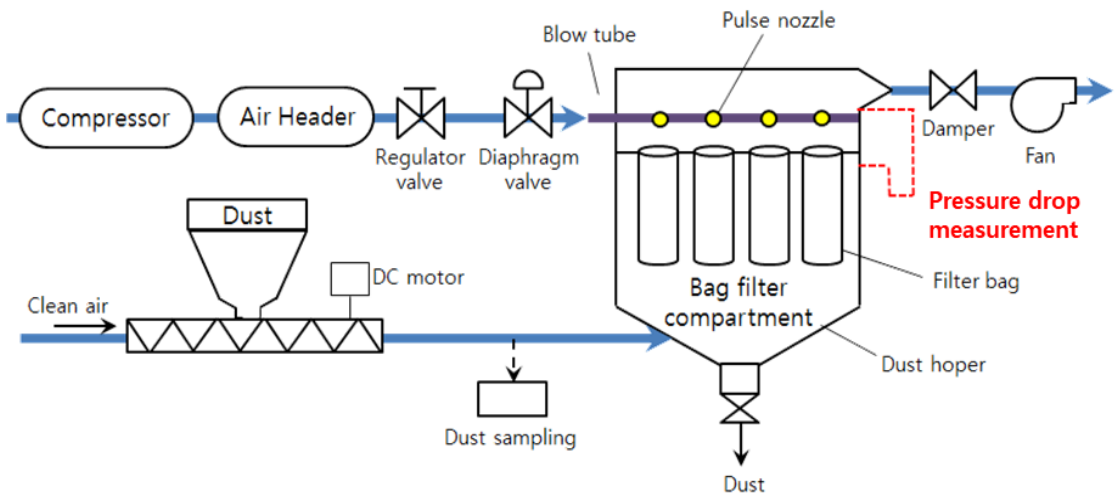 Pulse nozzle
Blow tube
Compressor
Air Header
Regulator
valve
Diaphragm
valve
Damper
Fan
Pressure drop
measurement
Dust
DC motor
Clean air
Filter bag
Bag filter
compartment
Dust hoper
Dust sampling
Dust